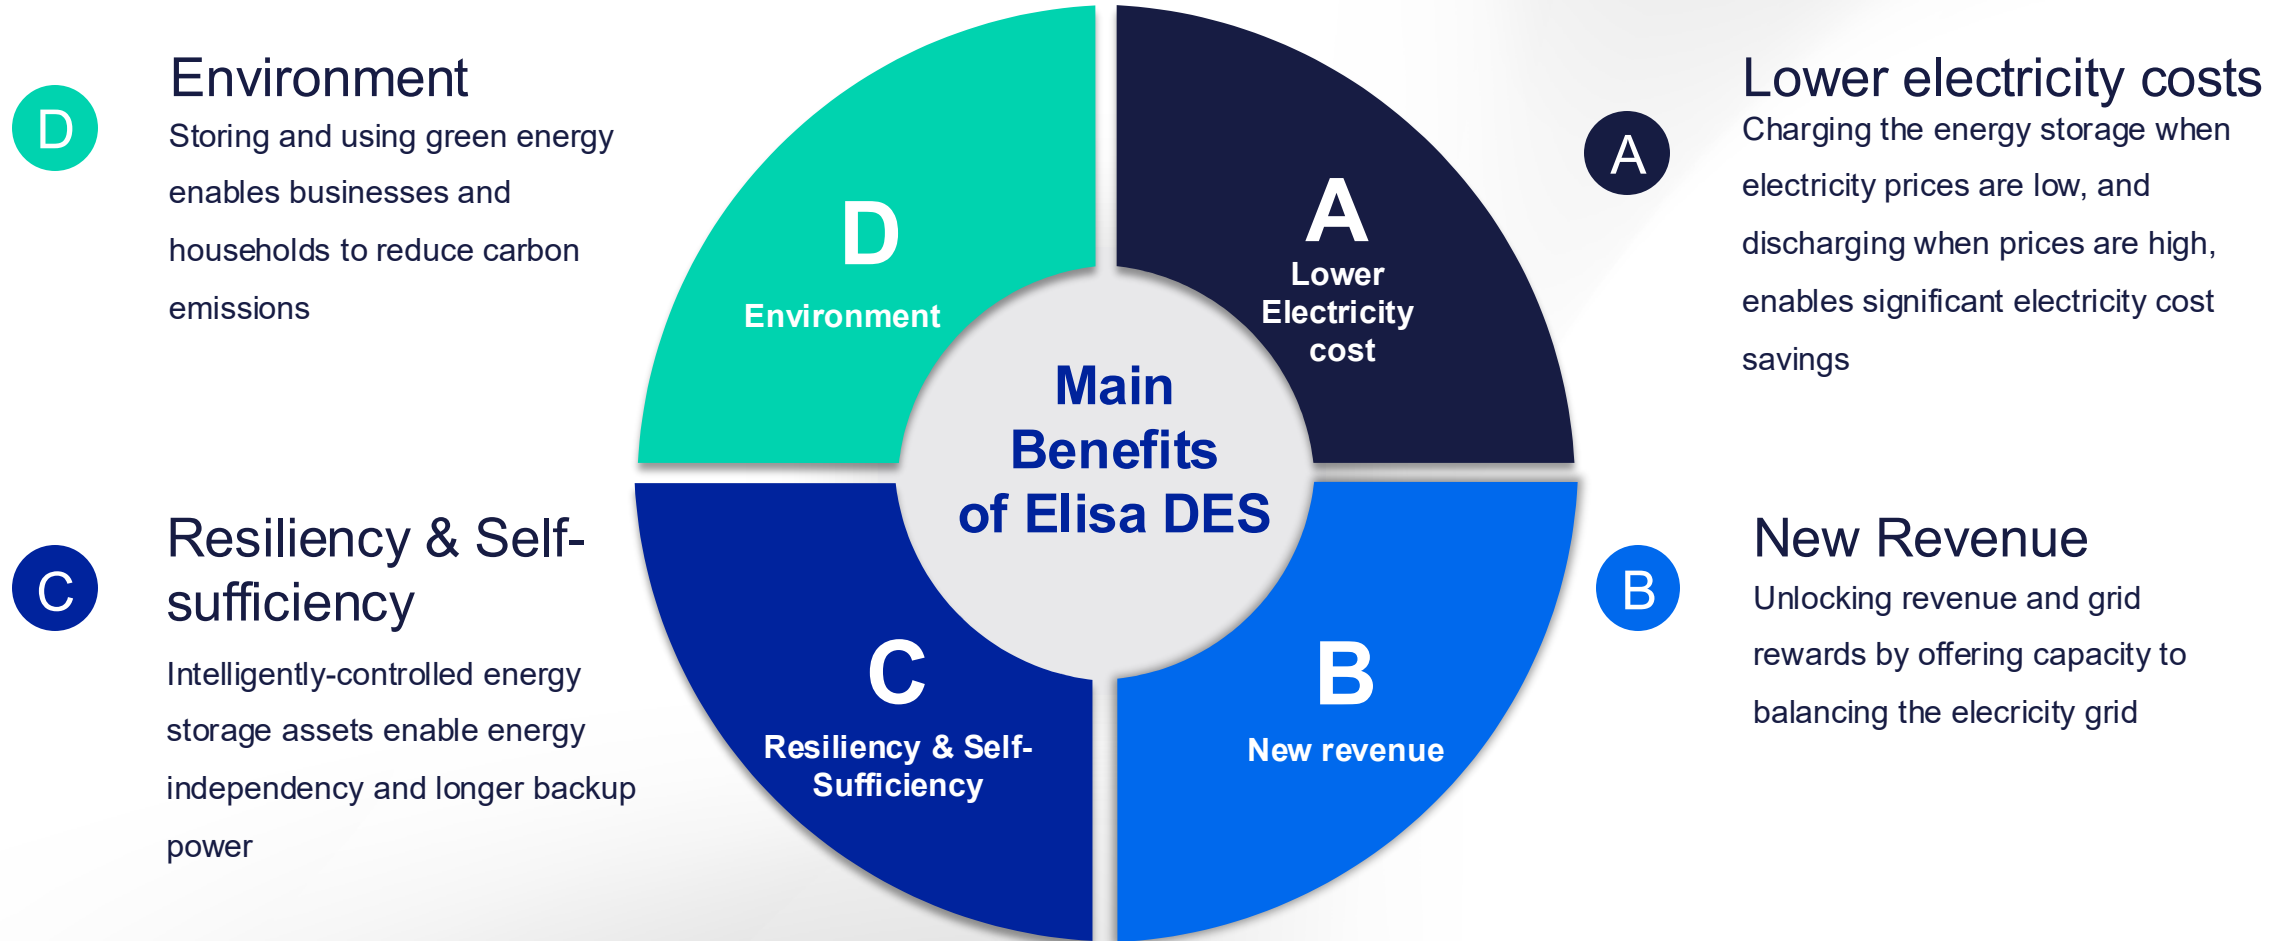 D
Environment
Storing and using green energy
enables businesses and
households to reduce carbon
emissions
C
Resiliency & Self-
sufficiency
Intelligently-controlled energy
storage assets enable energy
independency and longer backup
power
D
Environment
A
Lower
Electricity
cost
Main
Benefits
of Elisa DES
C
Resiliency & Self-
Sufficiency
B
New revenue
A
Lower electricity costs
Charging the energy storage when
electricity prices are low, and
discharging when prices are high,
enables significant electricity cost
savings
B
New Revenue
Unlocking revenue and grid
rewards by offering capacity to
balancing the elecricity grid